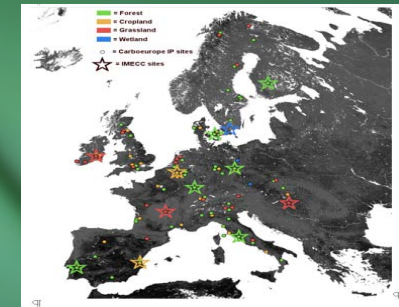 = Forest
= Cropland
= Grassland
= Wetland
= Carboeurope IP sites
= IMECC sites
¶
¶